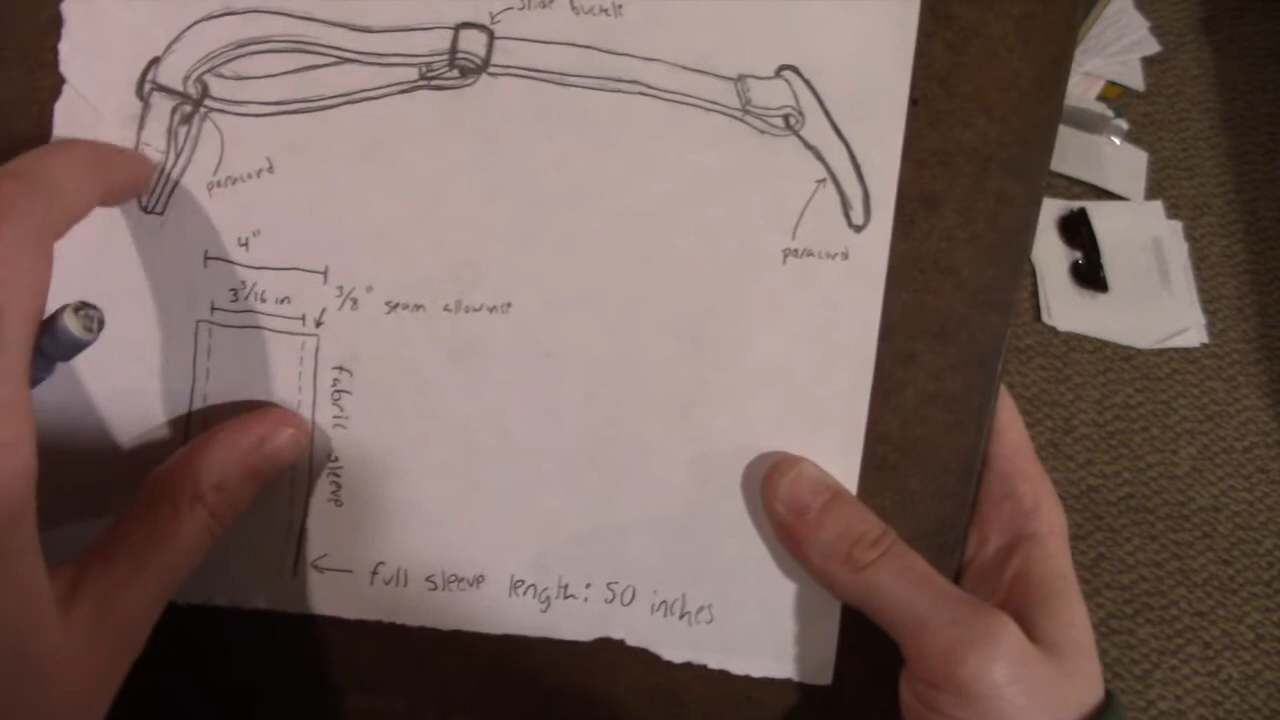 slide buckle
paracord
paracord
4"
3 3/16 in
3/8" seam allowance
fabric sleeve
full sleeve length: 50 inches